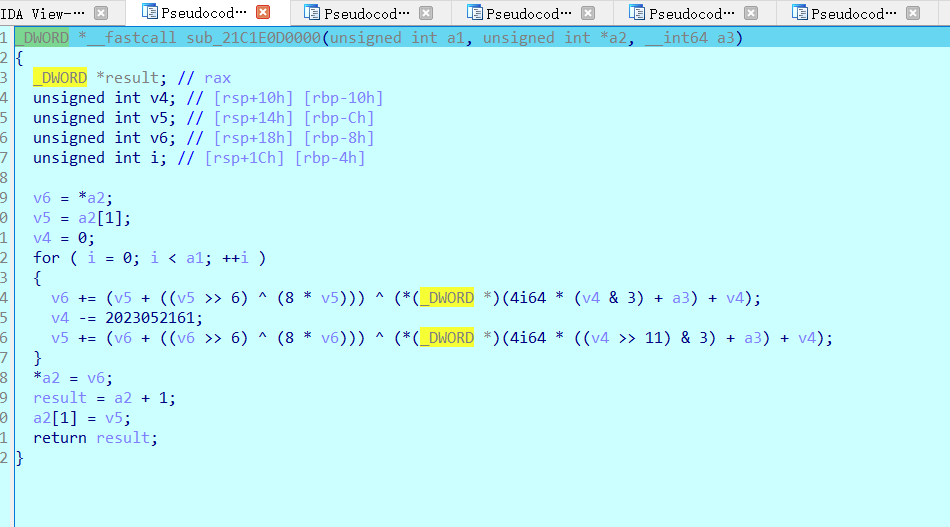 IDA View-··· Pseudocod··· Pseudocod··· Pseudocod··· Pseudocod··· Pseudocod···
1 _DWORD *__fastcall sub_21C1E0D0000(unsigned int a1, unsigned int *a2, __int64 a3)
2 {
3 _DWORD *result; // rax
4 unsigned int v4; // [rsp+10h] [rbp-10h]
5 unsigned int v5; // [rsp+14h] [rbp-Ch]
6 unsigned int v6; // [rsp+18h] [rbp-8h]
7 unsigned int i; // [rsp+1Ch] [rbp-4h]
8
9 v6 = *a2;
0 v5 = a2[1];
1 v4 = 0;
2 for ( i = 0; i < a1; ++i )
3 {
4 v6 += (v5 + ((v5 >> 6) ^ (8 * v5))) ^ (*(_DWORD *)(4i64 * (v4 & 3) + a3) + v4);
5 v4 -= 2023052161;
6 v5 += (v6 + ((v6 >> 6) ^ (8 * v6))) ^ (*(_DWORD *)(4i64 * ((v4 >> 11) & 3) + a3) + v4);
7 }
8 *a2 = v6;
9 result = a2 + 1;
0 a2[1] = v5;
1 return result;
2 }